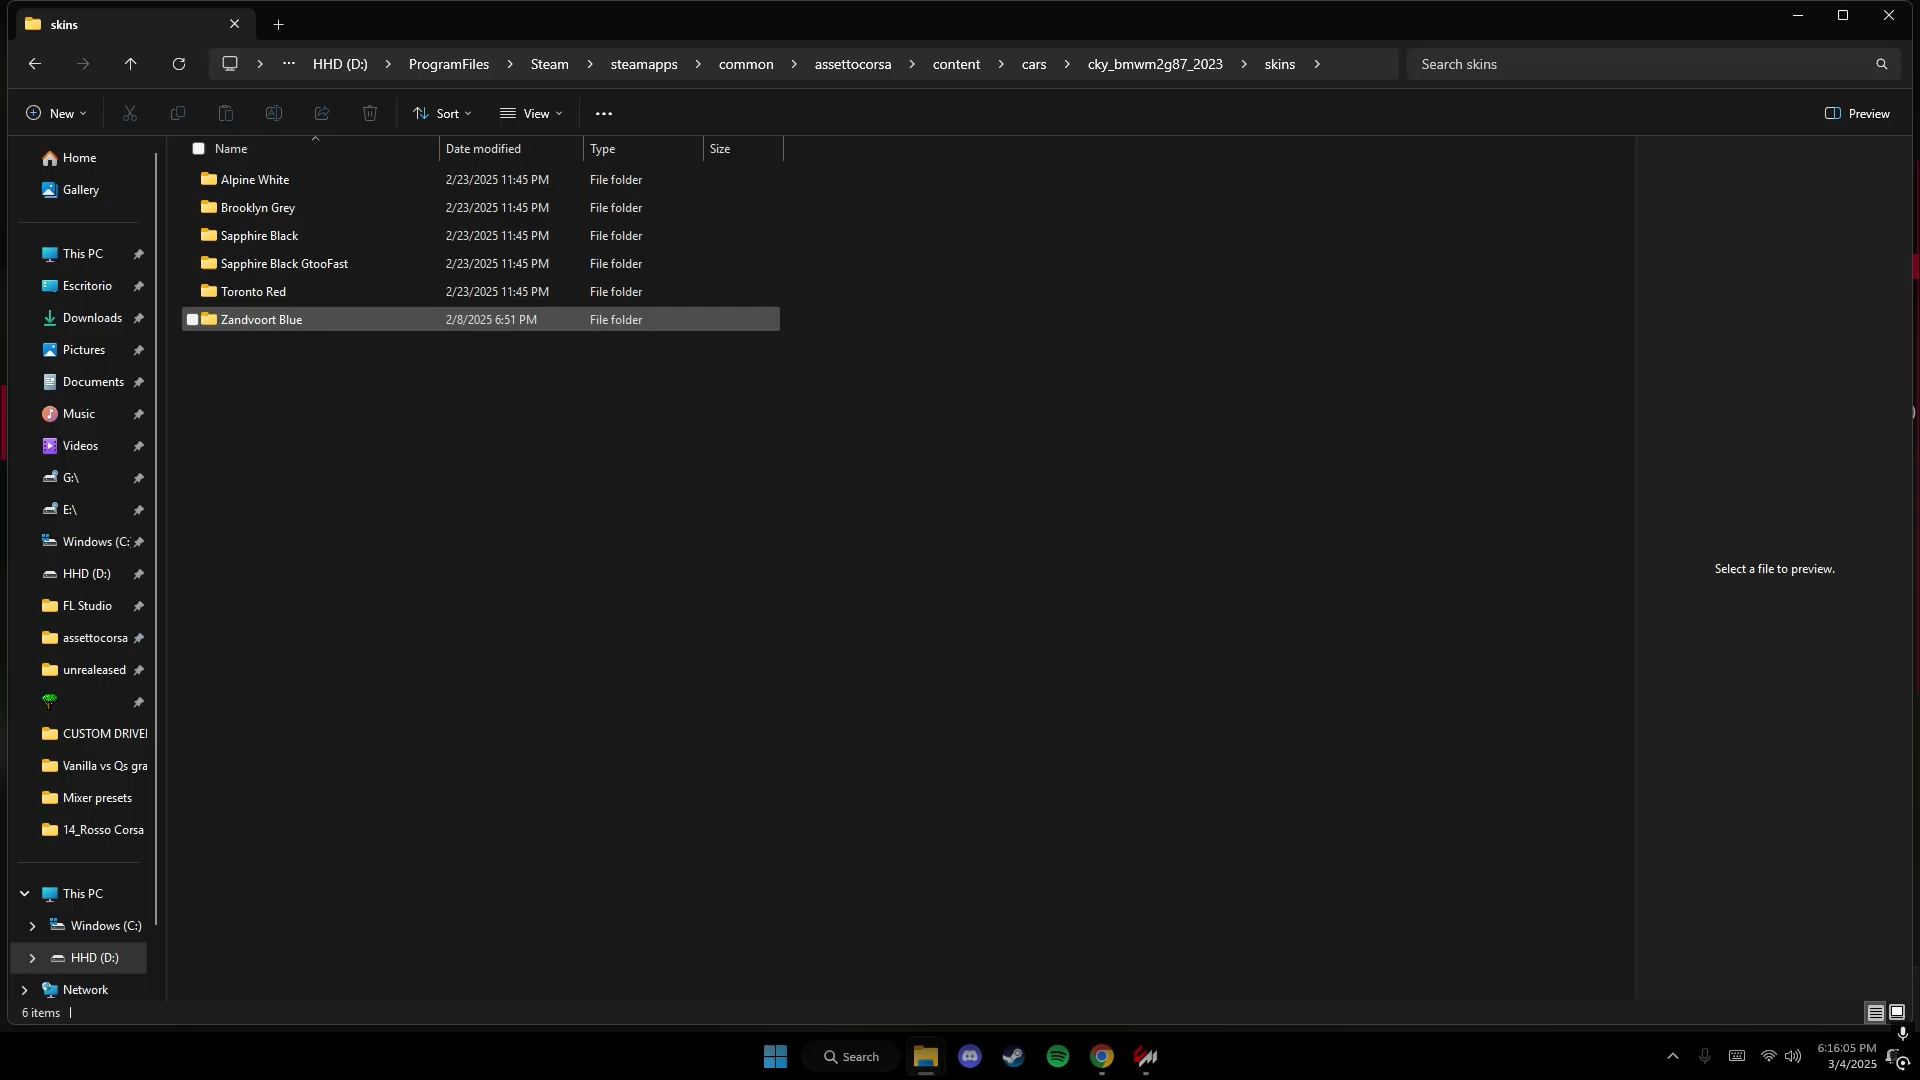 skins
HHD (D:) ProgramFiles Steam steamapps common assettocorsa content cars cky_bmwm2g87_2023 skins
Search skins
New Sort View Preview
Name Date modified Type Size
Alpine White 2/23/2025 11:45 PM File folder
Brooklyn Grey 2/23/2025 11:45 PM File folder
Sapphire Black 2/23/2025 11:45 PM File folder
Sapphire Black GtooFast 2/23/2025 11:45 PM File folder
Toronto Red 2/23/2025 11:45 PM File folder
Zandvoort Blue 2/8/2025 6:51 PM File folder
Home
Gallery
This PC
Escritorio
Downloads
Pictures
Documents
Music
Videos
G:\
E:\
Windows (C:
HHD (D:)
FL Studio
assettocorsa
unrealeased
CUSTOM DRIVE
Vanilla vs Qs gra
Mixer presets
14_Rosso Corsa
This PC
Windows (C:)
HHD (D:)
Network
Select a file to preview.
6 items
Search
6:16:05 PM
3/4/2025